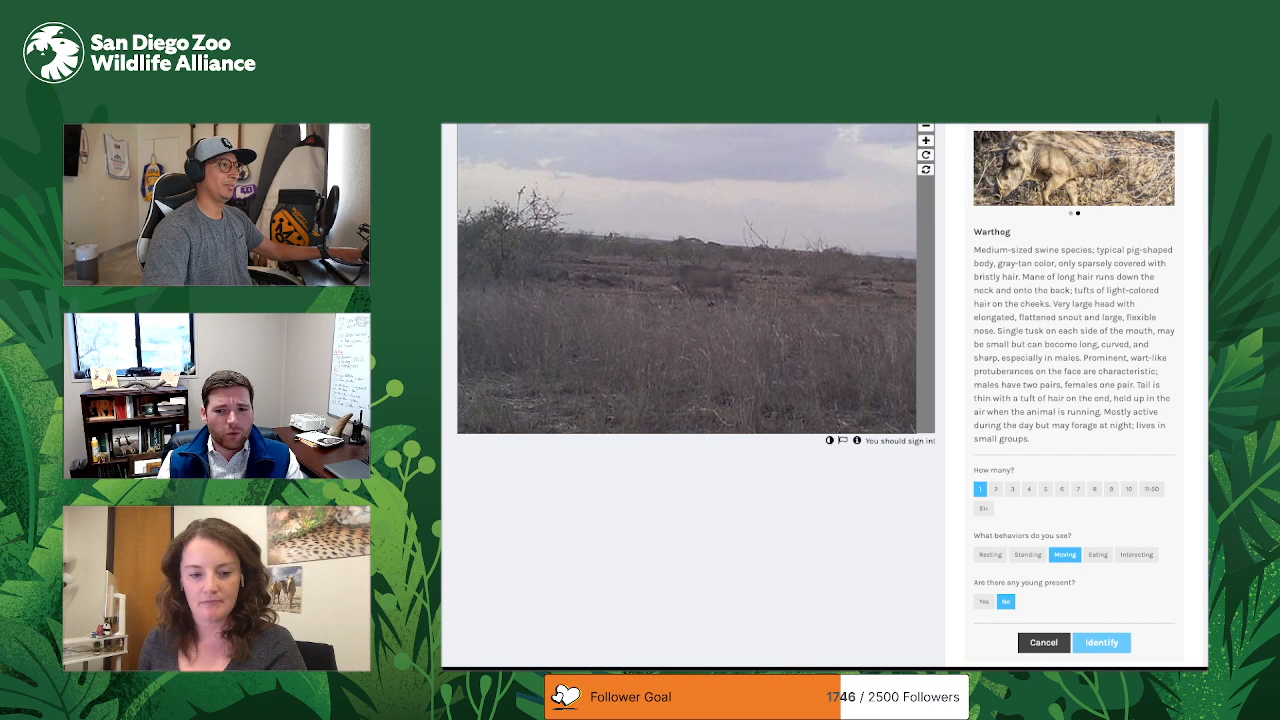 San Diego Zoo
Wildlife Alliance
You should sign in!
Warthog
Medium-sized swine species; typical pig-shaped
body, gray-tan color, only sparsely covered with
bristly hair. Mane of long hair runs down the
neck and onto the back; tufts of light-colored
hair on the cheeks. Very large head with
elongated, flattened snout and large, flexible
nose. Single tusk on each side of the mouth, may
be small but can become long, curved, and
sharp, especially in males. Prominent, wart-like
protuberances on the face are characteristic;
males have two pairs, females one pair. Tail is
thin with a tuft of hair on the end, held up in the
air when the animal is running. Mostly active
during the day but may forage at night; lives in
small groups.
How many?
1 2 3 4 5 6 7 8 9 10 11-50
51+
What behaviors do you see?
Resting Standing Moving Eating Interacting
Are there any young present?
Yes No
Cancel Identify
Follower Goal 1746 / 2500 Followers